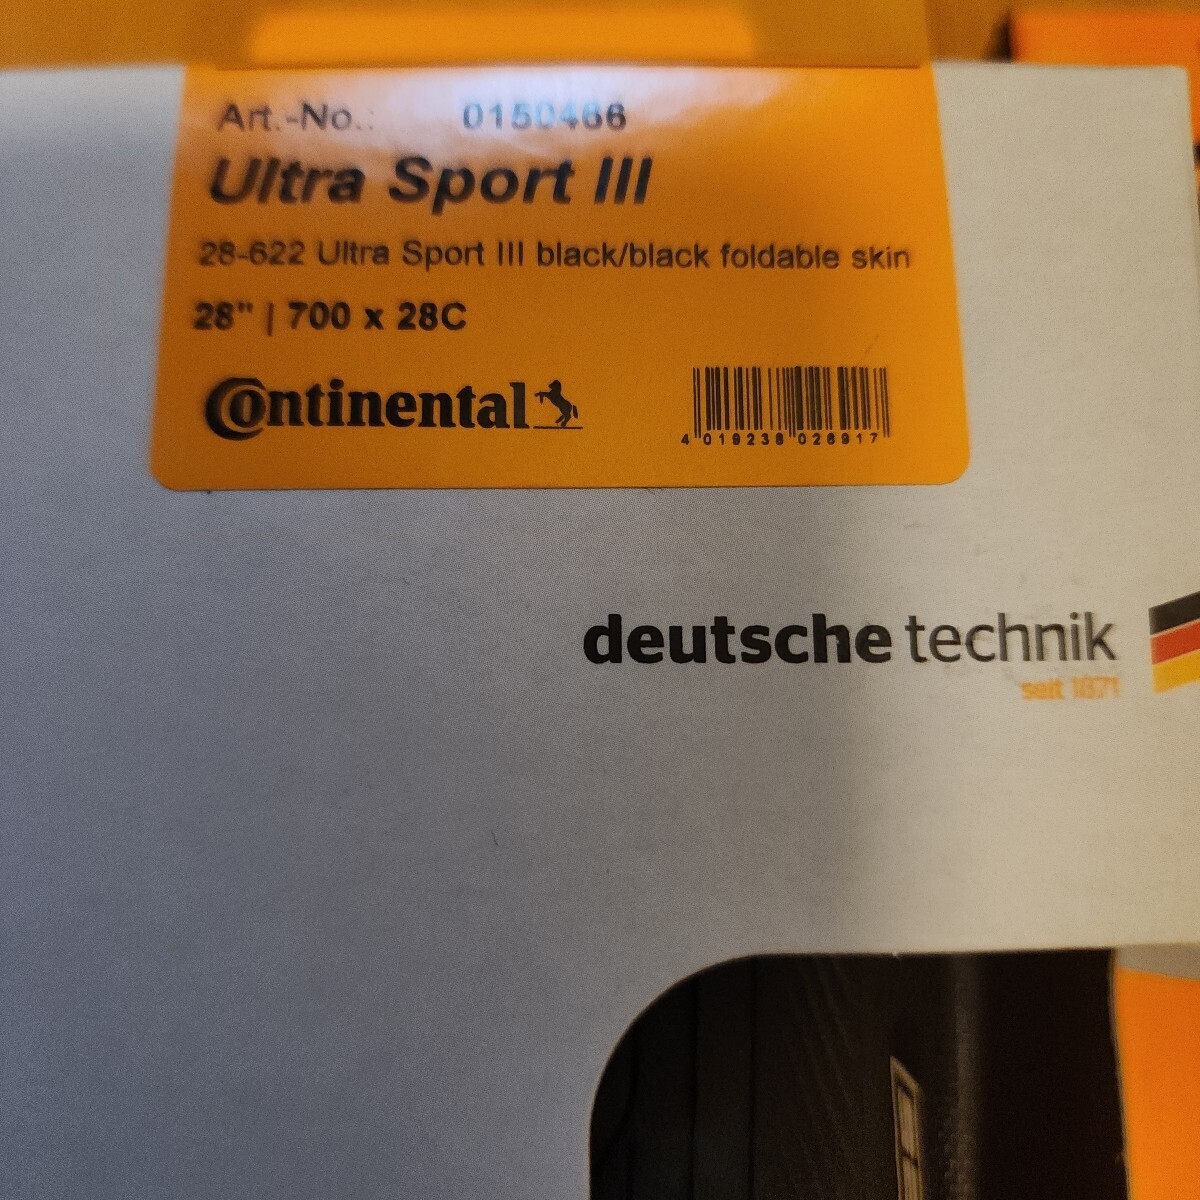 Art.-No.: 0150466
Ultra Sport III
28-622 Ultra Sport III black/black foldable skin
28" | 700 x 28C
Continental
4 019238 026917
deutsche technik
seit 1871